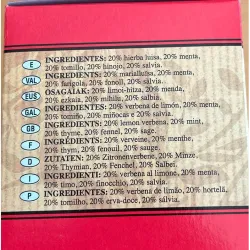 E INGREDIENTES: 20% hierba luisa, 20% menta,
20% tomillo, 20% hinojo, 20% salvia.
VAL INGREDIENTS: 20% marialluïsa, 20% menta,
20% farigola, 20% fonoll, 20% sàlvia.
EUS OSAGAIAK: 20% limoi-hitza, 20% menda,
20% ezkaia, 20% mihilu, 20% salbia.
GAL INGREDIENTES: 20% verbena de limón, 20% menta,
20% tomiño, 20% miñocas e 20% salvia.
GB INGREDIENTS: 20% lemon verbena, 20% mint,
20% thyme, 20% fennel, 20% sage.
F INGRÉDIENTS: 20% verveine, 20% menthe,
20% thym, 20% fenouil, 20% sauge.
D ZUTATEN: 20% Zitronenverbene, 20% Minze,
20% Thymian, 20% Fenchel, 20% Salbei.
I INGREDIENTI: 20% verbena al limone, 20% menta,
20% timo, 20% finocchio, 20% salvia.
P INGREDIENTES: 20% verbena de limão, 20% hortelã,
20% tomilho, 20% erva-doce, 20% sálvia.